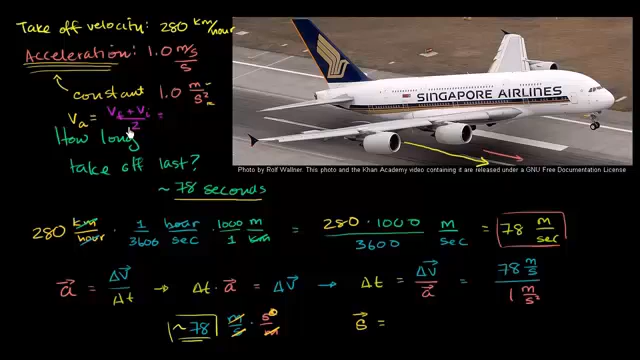 Take off velocity: 280 km/hour
Acceleration: 1.0 m/s/s
constant 1.0 m/s²
Va = (Vf + Vi)/2 =
How long
take off last?
~ 78 seconds
SINGAPORE AIRLINES
Photo by Rolf Wallner. This photo and the Khan Academy video containing it are released under a GNU Free Documentation License
280 km/hour · 1/3600 hour/sec · 1000/1 m/km = 280 · 1000/3600 m/sec = 78 m/sec
a⃗ = ΔV⃗/Δt → Δt · a⃗ = ΔV⃗ → Δt = ΔV⃗/a⃗ = 78 m/s / 1 m/s²
~78 m/s · s²/m
s⃗ =